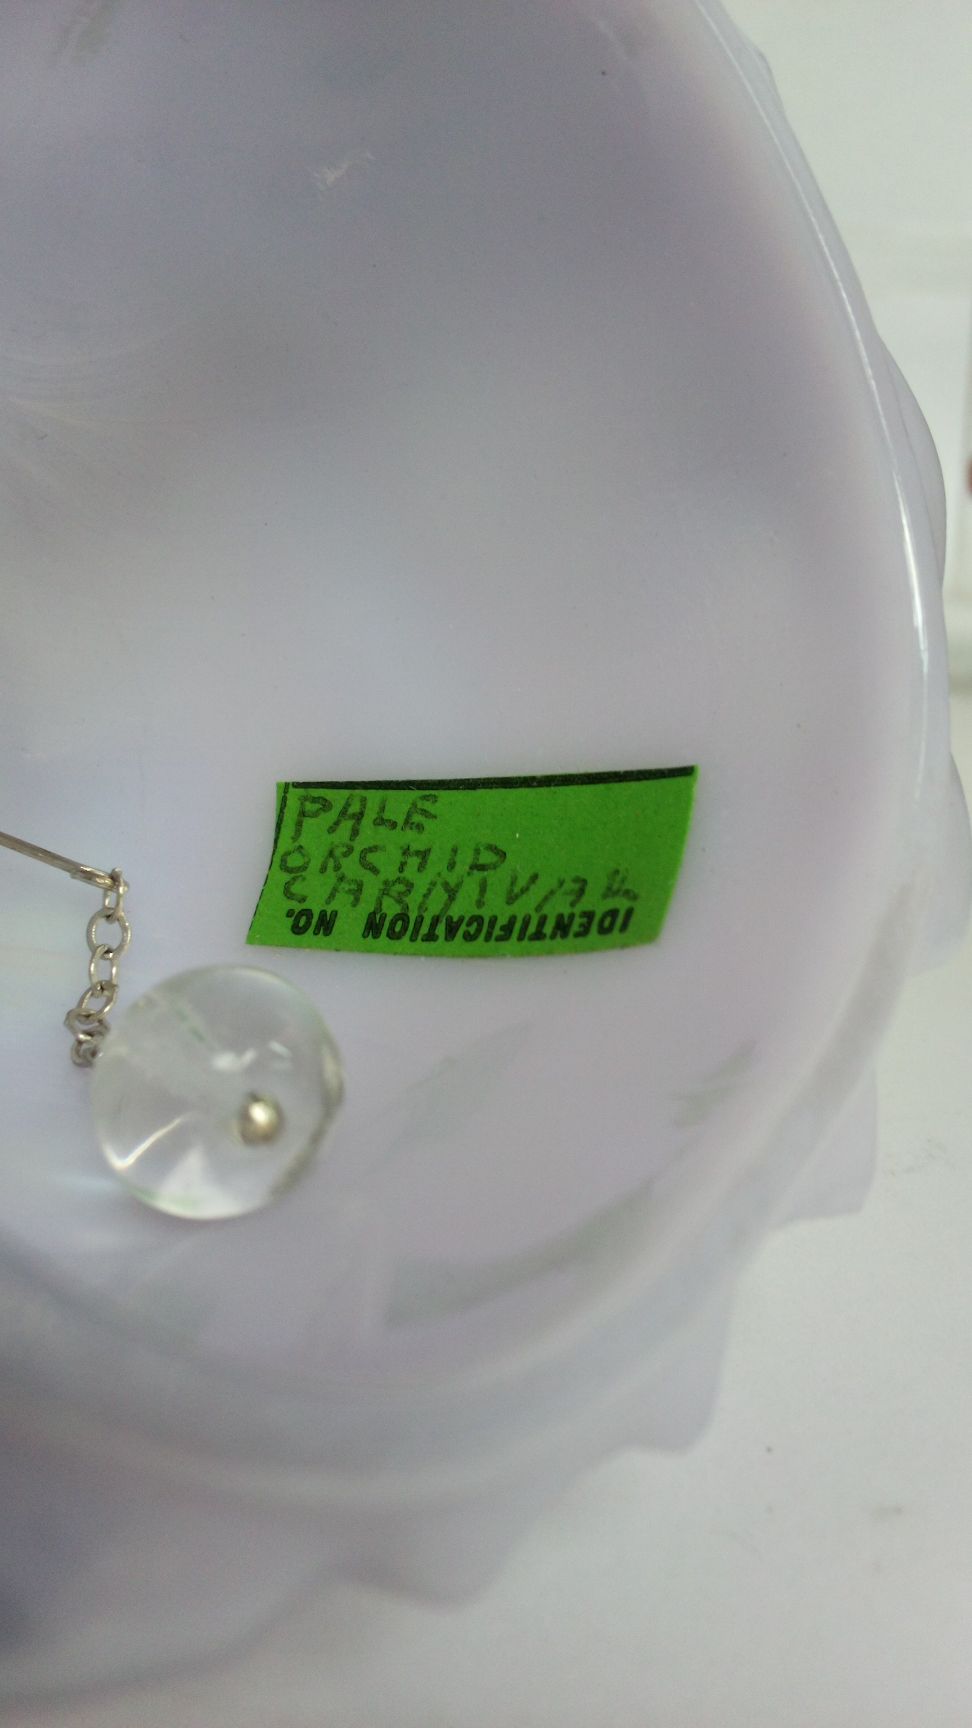 PALE
ORCHID
CARNIVAL
IDENTIFICATION NO.